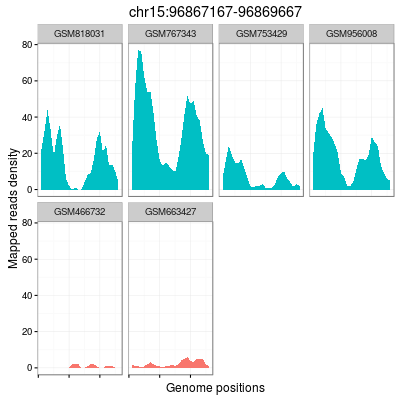 chr15:96867167-96869667
GSM818031 GSM767343 GSM753429 GSM956008
80
60
40
20
0
Mapped reads density
GSM466732 GSM663427
80
60
40
20
0
Genome positions